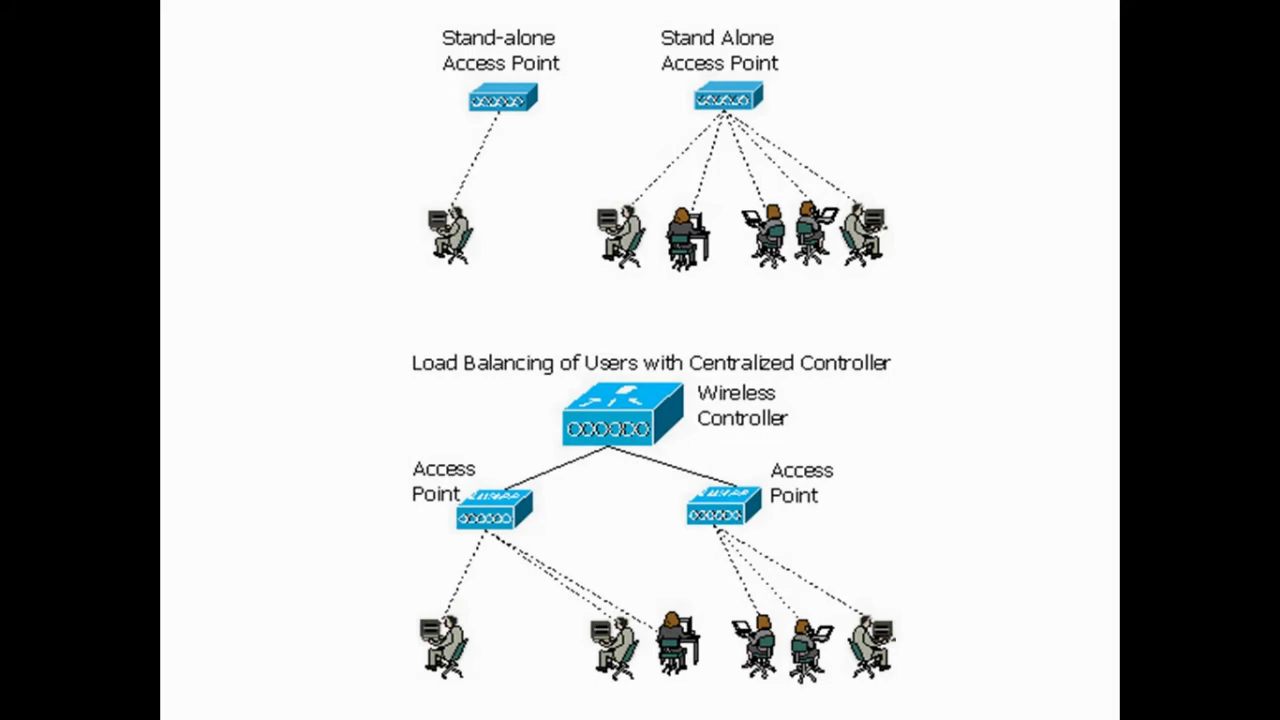 Stand-alone
Access Point
Stand Alone
Access Point
Load Balancing of Users with Centralized Controller
Wireless
Controller
Access
Point
Access
Point